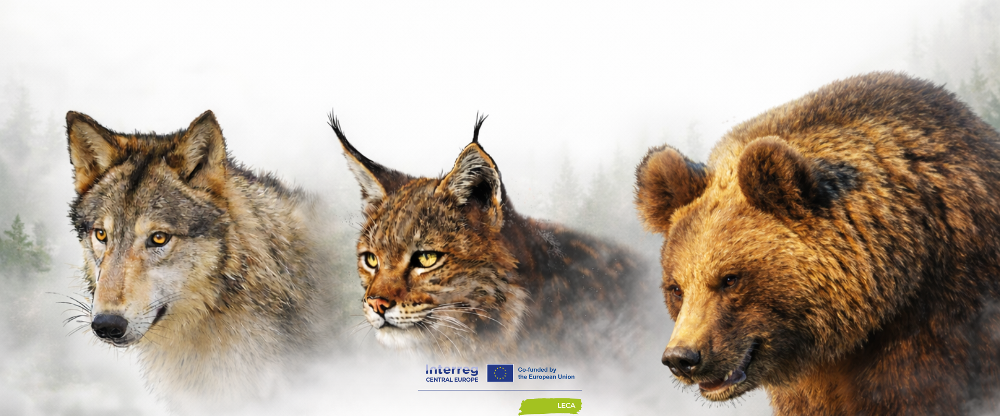 Interreg
CENTRAL EUROPE
Co-funded by
the European Union
LECA